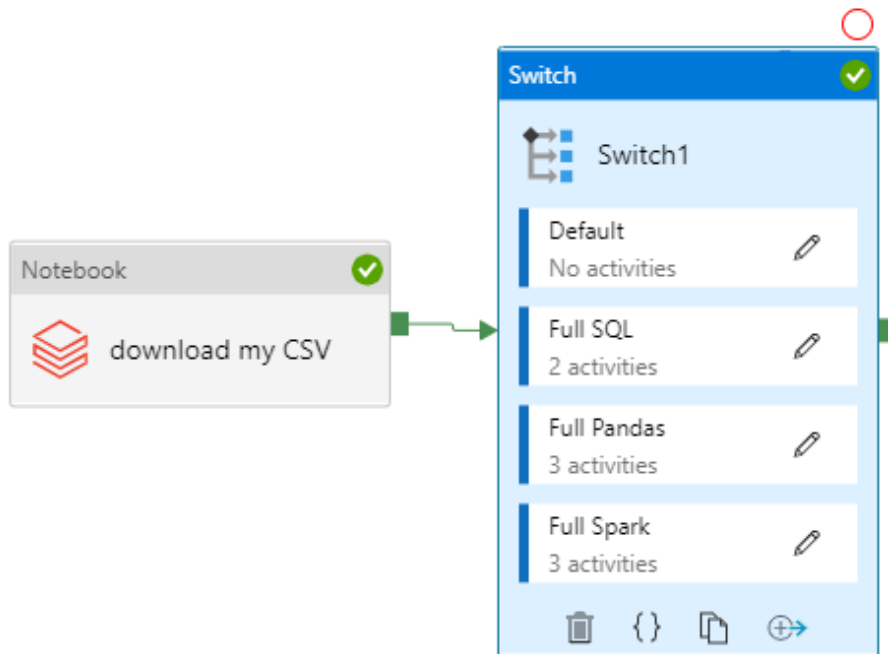 Switch
Switch1
Notebook
download my CSV
Default
No activities
Full SQL
2 activities
Full Pandas
3 activities
Full Spark
3 activities
{}